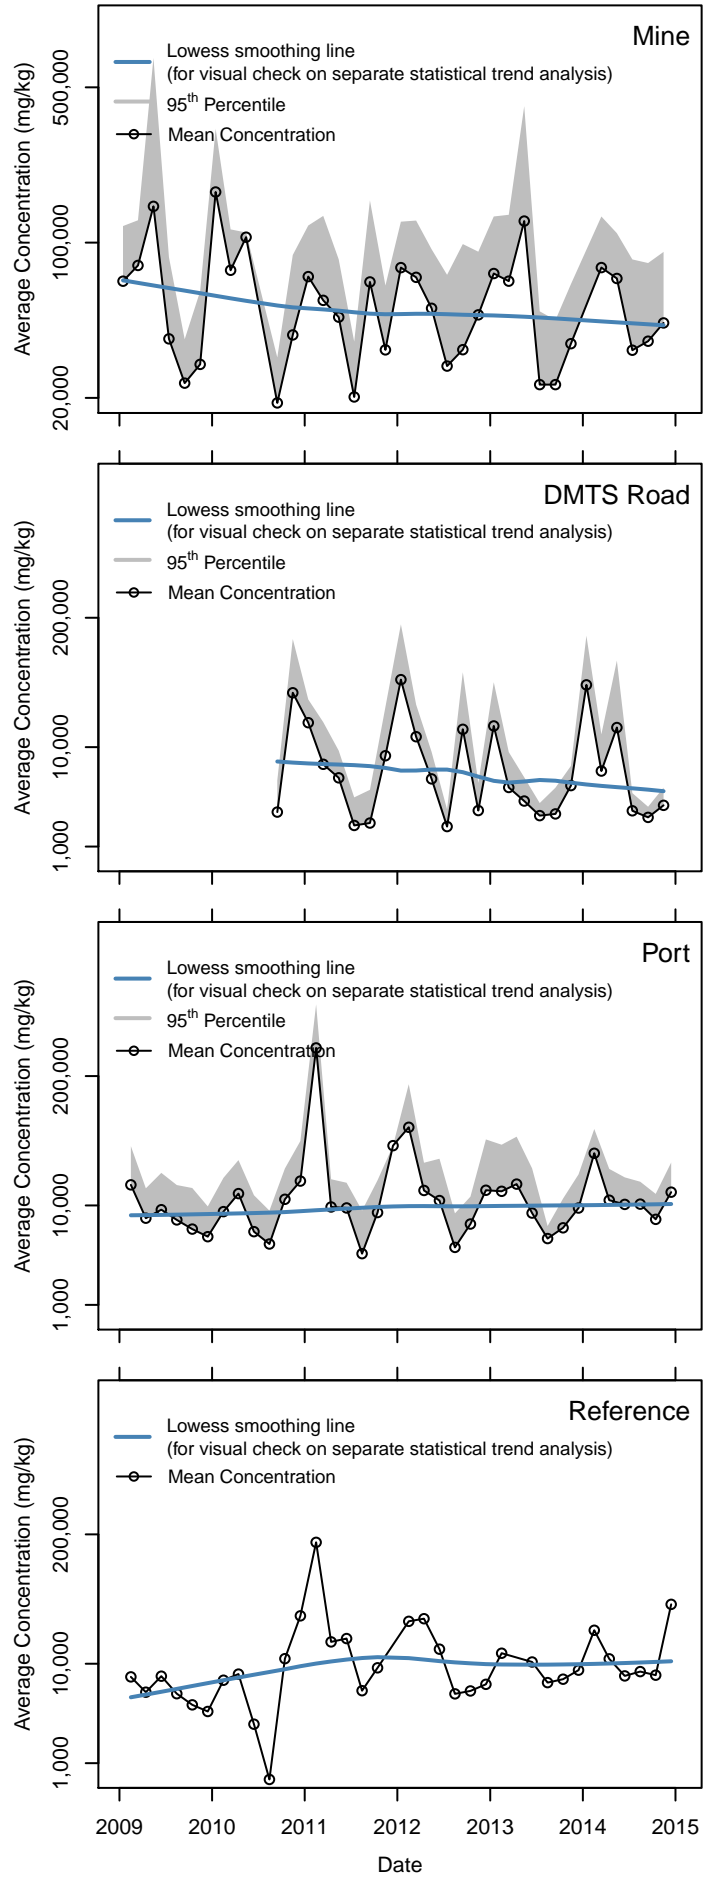 Mine
Lowess smoothing line
(for visual check on separate statistical trend analysis)
95th Percentile
Mean Concentration
Average Concentration (mg/kg)
500,000
100,000
20,000
DMTS Road
Lowess smoothing line
(for visual check on separate statistical trend analysis)
95th Percentile
Mean Concentration
Average Concentration (mg/kg)
200,000
10,000
1,000
Port
Lowess smoothing line
(for visual check on separate statistical trend analysis)
95th Percentile
Mean Concentration
Average Concentration (mg/kg)
200,000
10,000
1,000
Reference
Lowess smoothing line
(for visual check on separate statistical trend analysis)
Mean Concentration
Average Concentration (mg/kg)
200,000
10,000
1,000
2009 2010 2011 2012 2013 2014 2015
Date